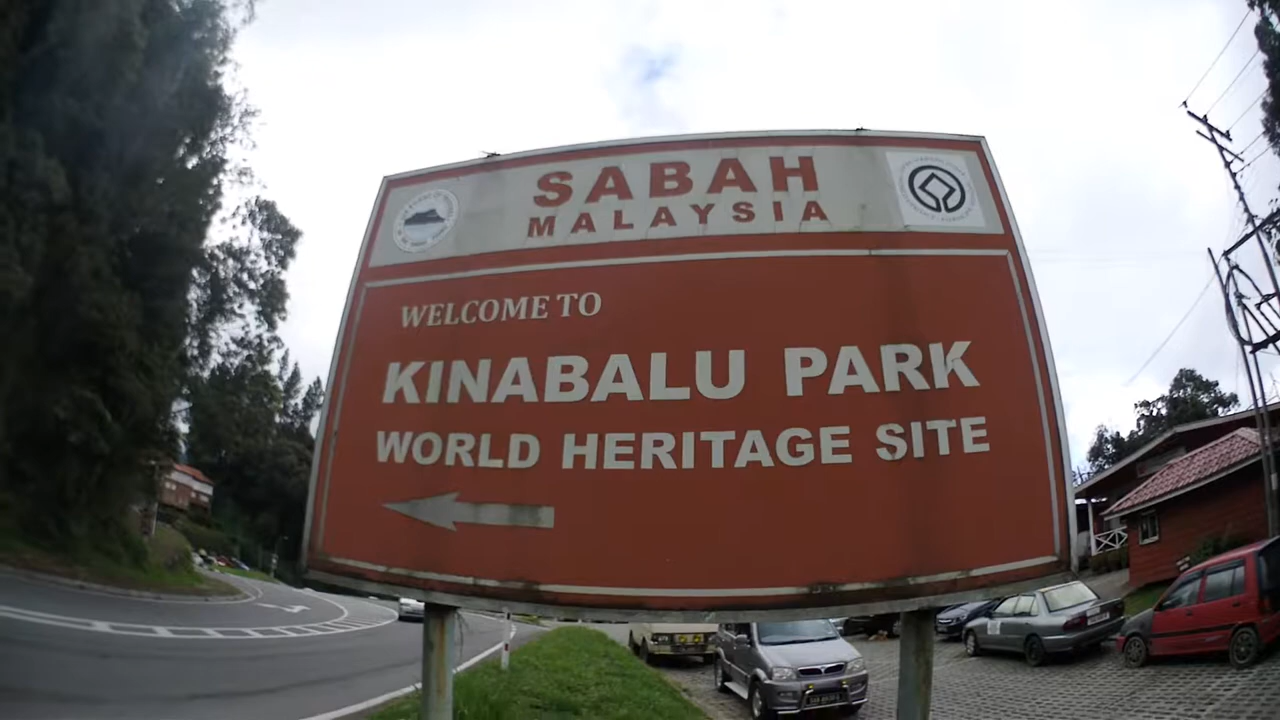 SABAH
MALAYSIA
WELCOME TO
KINABALU PARK
WORLD HERITAGE SITE